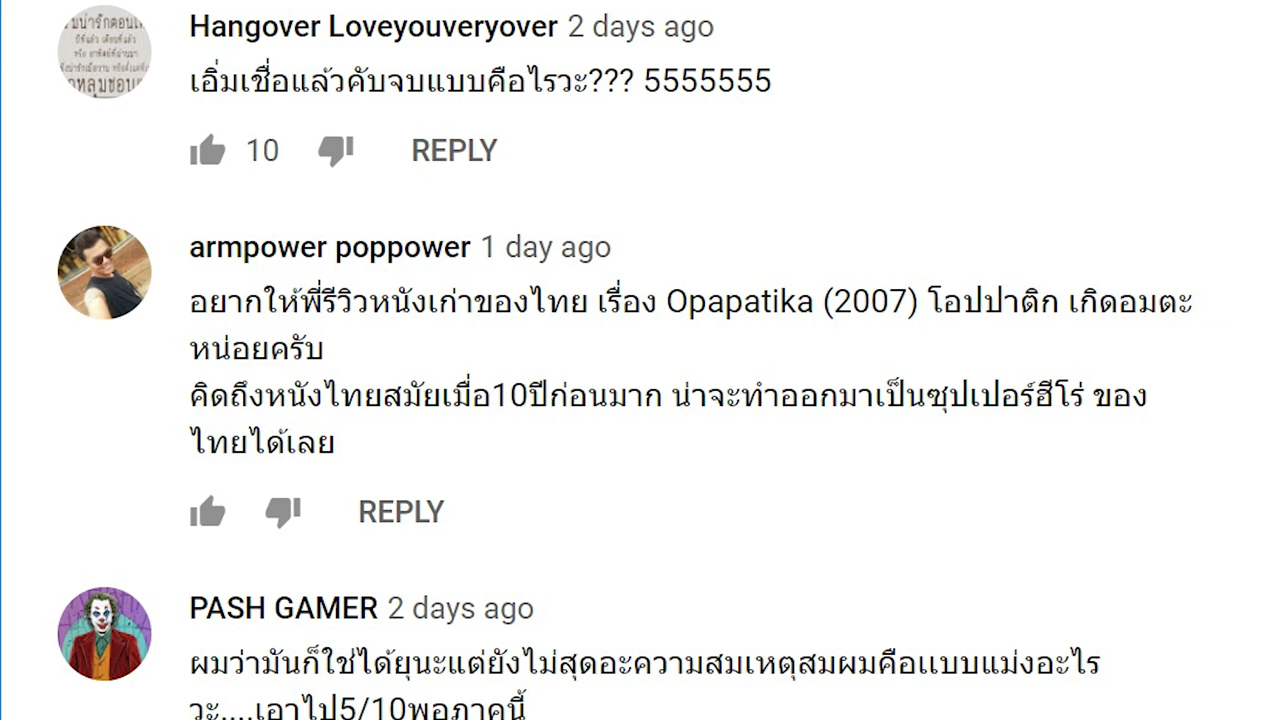 Hangover Loveyouveryover 2 days ago
เอิ่มเชื่อแล้วคับจบแบบคือไรวะ??? 5555555
10 REPLY
armpower poppower 1 day ago
อยากให้พี่รีวิวหนังเก่าของไทย เรื่อง Opapatika (2007) โอปปาติก เกิดอมตะ
หน่อยครับ
คิดถึงหนังไทยสมัยเมื่อ10ปีก่อนมาก น่าจะทำออกมาเป็นซุปเปอร์ฮีโร่ ของ
ไทยได้เลย
REPLY
PASH GAMER 2 days ago
ผมว่ามันก็ใช่ได้ยุนะแต่ยังไม่สุดอะความสมเหตุสมผมคือแบบแม่งอะไร
วะ....เอาไป5/10พอภาคนี้